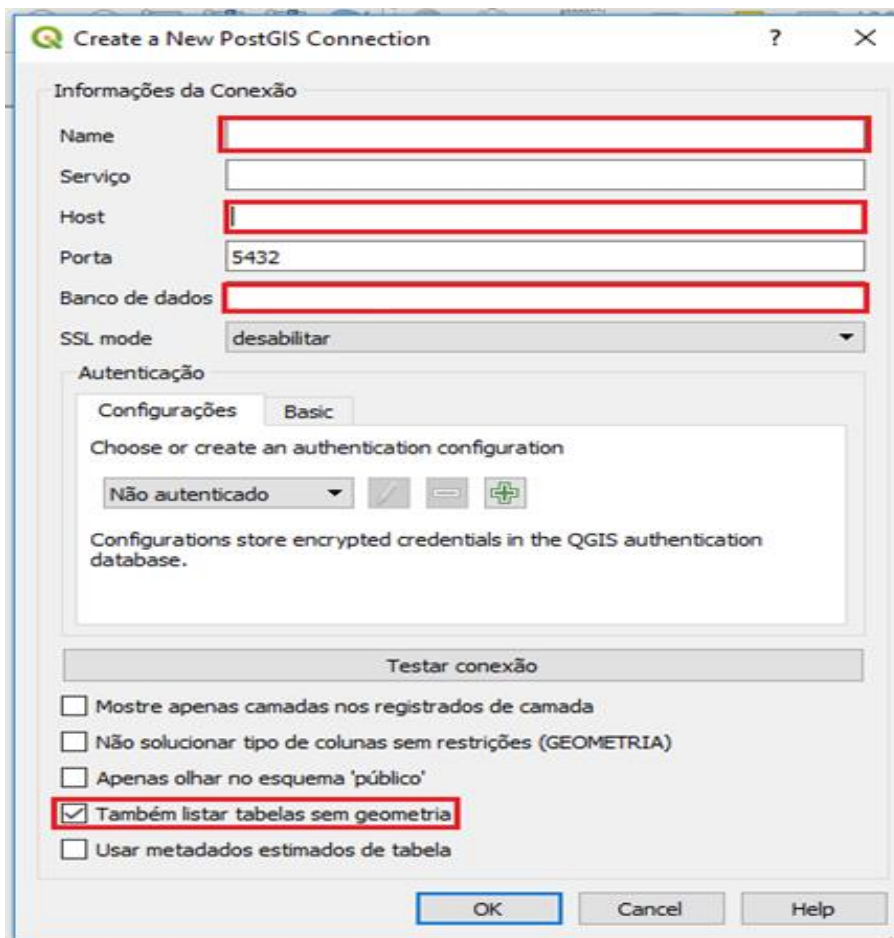 Create a New PostGIS Connection
Informações da Conexão
Name
Serviço
Host
Porta 5432
Banco de dados
SSL mode desabilitar
Autenticação
Configurações Basic
Choose or create an authentication configuration
Não autenticado
Configurations store encrypted credentials in the QGIS authentication
database.
Testar conexão
Mostre apenas camadas nos registrados de camada
Não solucionar tipo de colunas sem restrições (GEOMETRIA)
Apenas olhar no esquema 'público'
Também listar tabelas sem geometria
Usar metadados estimados de tabela
OK Cancel Help